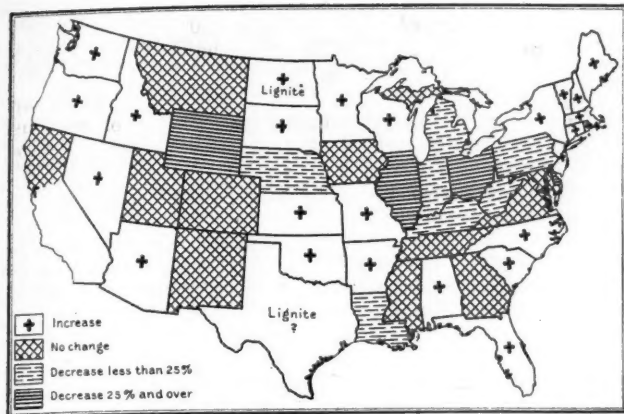 Lignite
Lignite
?
Increase
No change
Decrease less than 25%
Decrease 25% and over